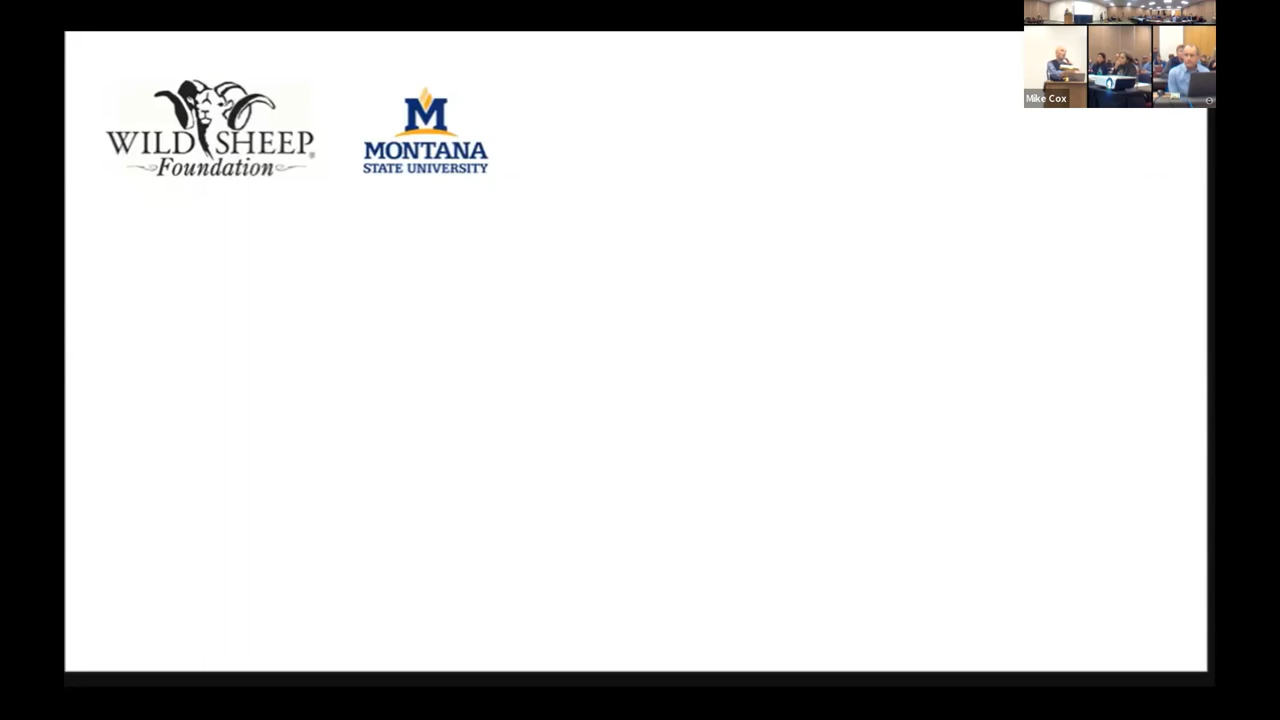 WILD SHEEP
Foundation
M
MONTANA
STATE UNIVERSITY
Mike Cox